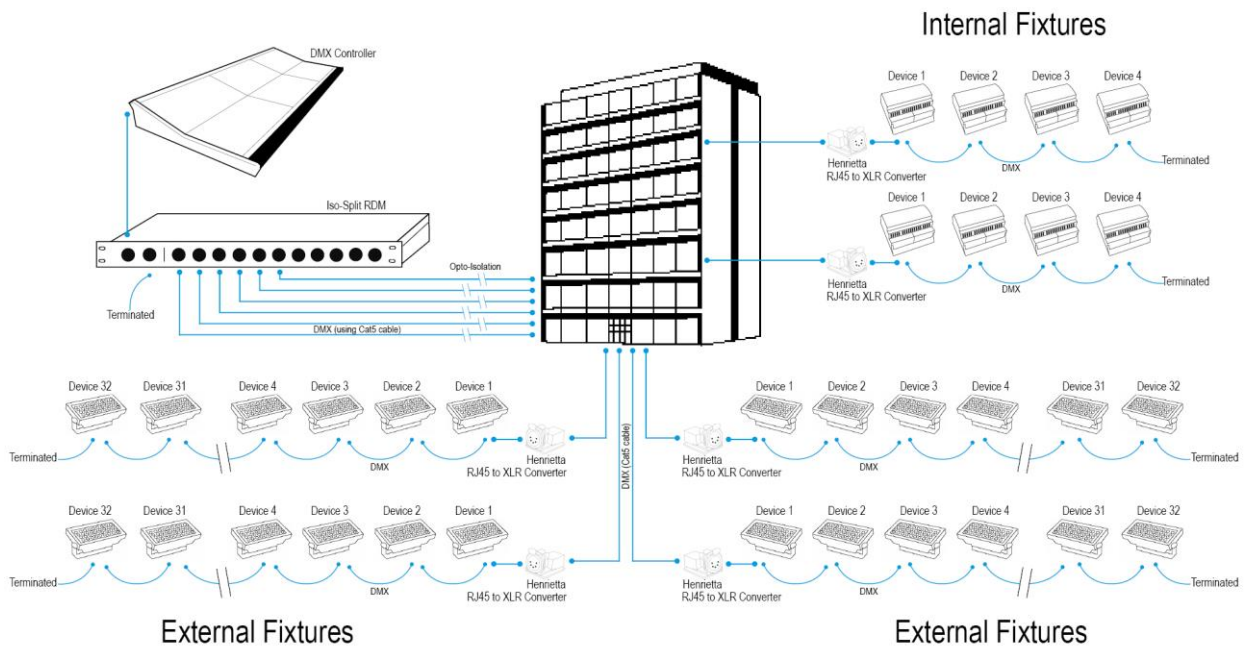 Internal Fixtures
DMX Controller
Device 1
Device 2
Device 3
Device 4
Henrietta
RJ45 to XLR Converter
DMX
Terminated
Iso-Split RDM
Device 1
Device 2
Device 3
Device 4
Henrietta
RJ45 to XLR Converter
DMX
Terminated
Opto-Isolation
Terminated
DMX (using Cat5 cable)
Device 32
Device 31
Device 4
Device 3
Device 2
Device 1
Terminated
DMX
Henrietta
RJ45 to XLR Converter
DMX (Cat5 cable)
Device 1
Device 2
Device 3
Device 4
Device 31
Device 32
Henrietta
RJ45 to XLR Converter
DMX
Terminated
Device 32
Device 31
Device 4
Device 3
Device 2
Device 1
Terminated
DMX
Henrietta
RJ45 to XLR Converter
Device 1
Device 2
Device 3
Device 4
Device 31
Device 32
Henrietta
RJ45 to XLR Converter
DMX
Terminated
External Fixtures
External Fixtures